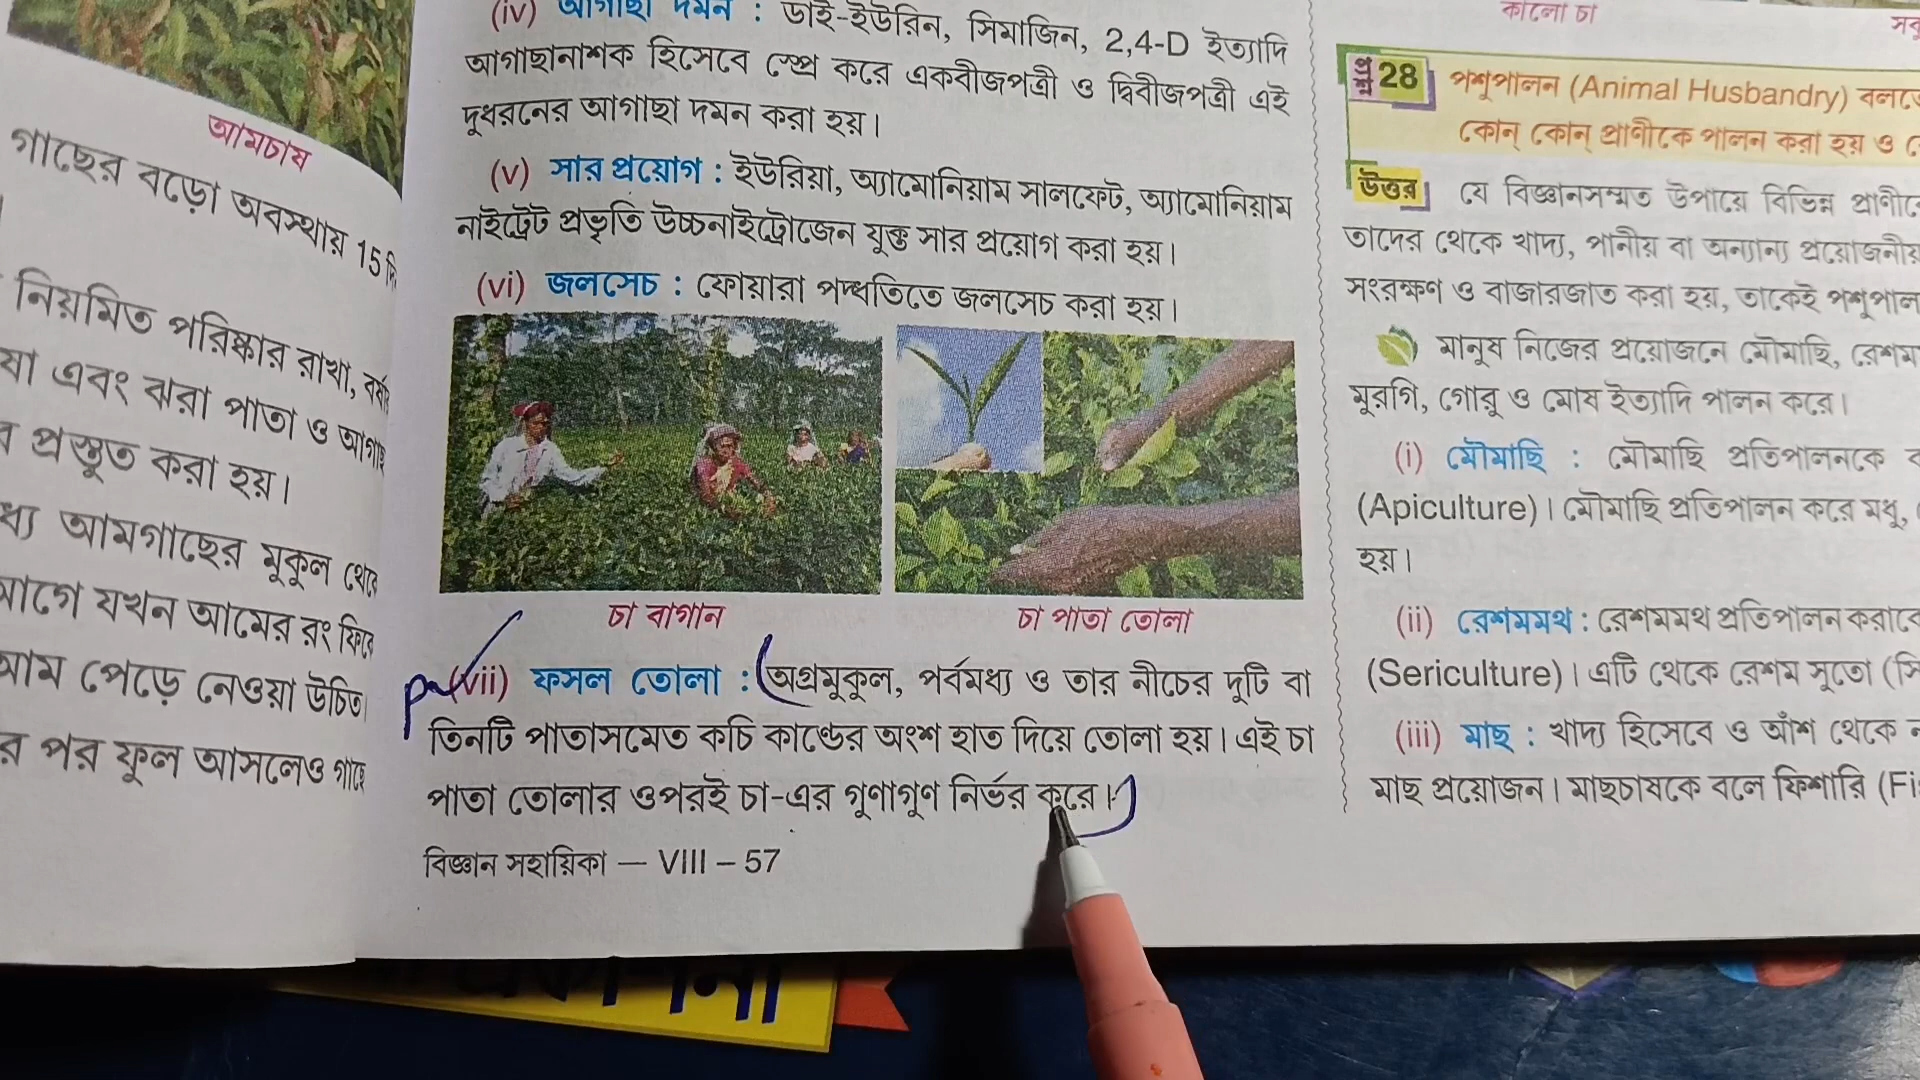 আমচাষ
গাছের বড়ো অবস্থায় 15
নিয়মিত পরিষ্কার রাখা,
যা এবং ঝরা পাতা ও
প্রস্তুত করা হয়।
ধ্য আমগাছের মুকুল
আগে যখন আমের রং
আম পেড়ে নেওয়া উচিত।
র পর ফুল আসলেও গাছে
(iv) আগাছা দমন : ডাই-ইউরিন, সিমাজিন, 2,4-D ইত্যাদি
আগাছানাশক হিসেবে স্প্রে করে একবীজপত্রী ও দ্বিবীজপত্রী এই
দুধরনের আগাছা দমন করা হয়।
(v) সার প্রয়োগ : ইউরিয়া, অ্যামোনিয়াম সালফেট, অ্যামোনিয়াম
নাইট্রেট প্রভৃতি উচ্চনাইট্রোজেন যুক্ত সার প্রয়োগ করা হয়।
(vi) জলসেচ : ফোয়ারা পদ্ধতিতে জলসেচ করা হয়।
চা বাগান চা পাতা তোলা
(vii) ফসল তোলা : অগ্রমুকুল, পর্বমধ্য ও তার নীচের দুটি বা
তিনটি পাতাসমেত কচি কাণ্ডের অংশ হাত দিয়ে তোলা হয়। এই চা
পাতা তোলার ওপরই চা-এর গুণাগুণ নির্ভর করে।
বিজ্ঞান সহায়িকা — VIII – 57
কালো চা
প্রশ্ন 28 পশুপালন (Animal Husbandry) বলতে
কোন্ কোন্ প্রাণীকে পালন করা হয় ও
উত্তর যে বিজ্ঞানসম্মত উপায়ে বিভিন্ন
তাদের থেকে খাদ্য, পানীয় বা অন্যান্য প্রয়োজনীয়
সংরক্ষণ ও বাজারজাত করা হয়, তাকেই
মানুষ নিজের প্রয়োজনে মৌমাছি,
মুরগি, গোরু ও মোষ ইত্যাদি পালন করে।
(i) মৌমাছি : মৌমাছি প্রতিপালনকে
(Apiculture)। মৌমাছি প্রতিপালন করে মধু,
হয়।
(ii) রেশমমথ : রেশমমথ প্রতিপালন
(Sericulture)। এটি থেকে রেশম সুতো
(iii) মাছ : খাদ্য হিসেবে ও আঁশ থেকে
মাছ প্রয়োজন। মাছচাষকে বলে ফিশারি